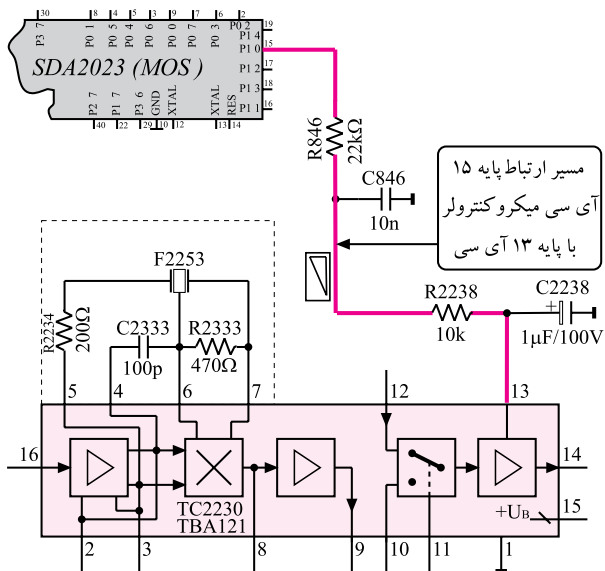 30 8 4 5 3 9 7 6 2
P3 7 P0 1 P0 5 P0 4 P0 6 P0 0 P0 7 P0 3 P0 2
P1 4 19
P1 0 15
SDA2023 (MOS)
P1 2 17
P1 3 18
P1 1 16
P2 7 P1 7 P3 6 GND XTAL XTAL RES
40 22 29 10 12 13 14
R846
22kΩ
C846
10n
مسیر ارتباط پایه ۱۵
آی سی میکروکنترولر
با پایه ۱۳ آی سی
F2253
R2234
200Ω
C2333
100p
R2333
470Ω
R2238
10k
C2238
+
1µF/100V
5 4 6 7 12 13
16
14
TC2230
TBA121
+UB
15
2 3 8 9 10 11 1